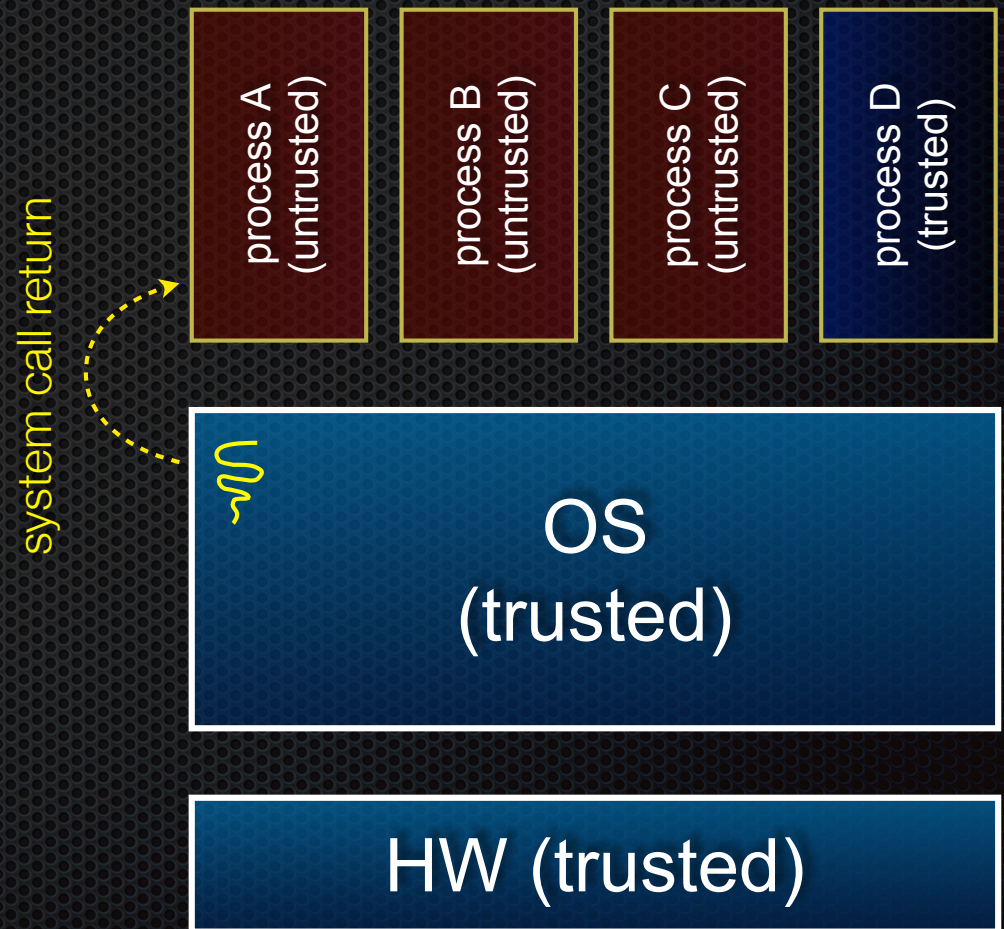 process A
(untrusted)
process B
(untrusted)
process C
(untrusted)
process D
(trusted)
system call return
OS
(trusted)
HW (trusted)